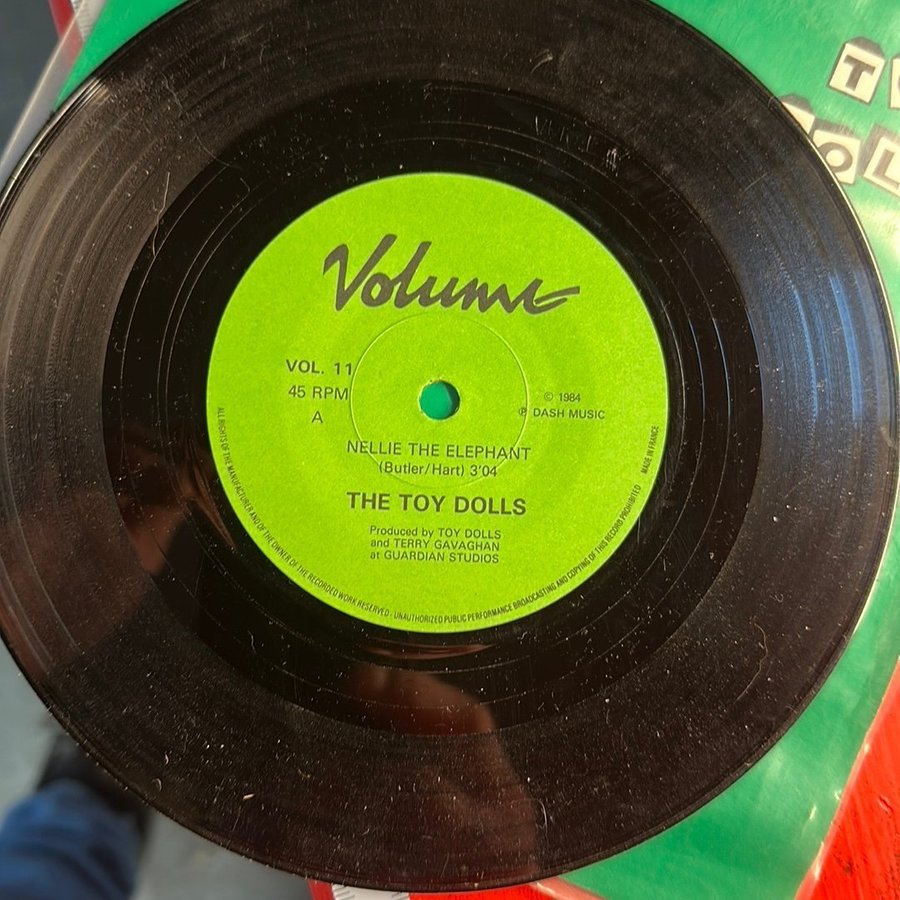 Volume
VOL. 11
45 RPM
A
© 1984
℗ DASH MUSIC
NELLIE THE ELEPHANT
(Butler/Hart) 3'04
THE TOY DOLLS
Produced by TOY DOLLS
and TERRY GAVAGHAN
at GUARDIAN STUDIOS
ALL RIGHTS OF THE MANUFACTURER AND OF THE OWNER OF THE RECORDED WORK RESERVED - UNAUTHORIZED PUBLIC PERFORMANCE BROADCASTING AND COPYING OF THIS RECORD PROHIBITED MADE IN FRANCE
T
OL